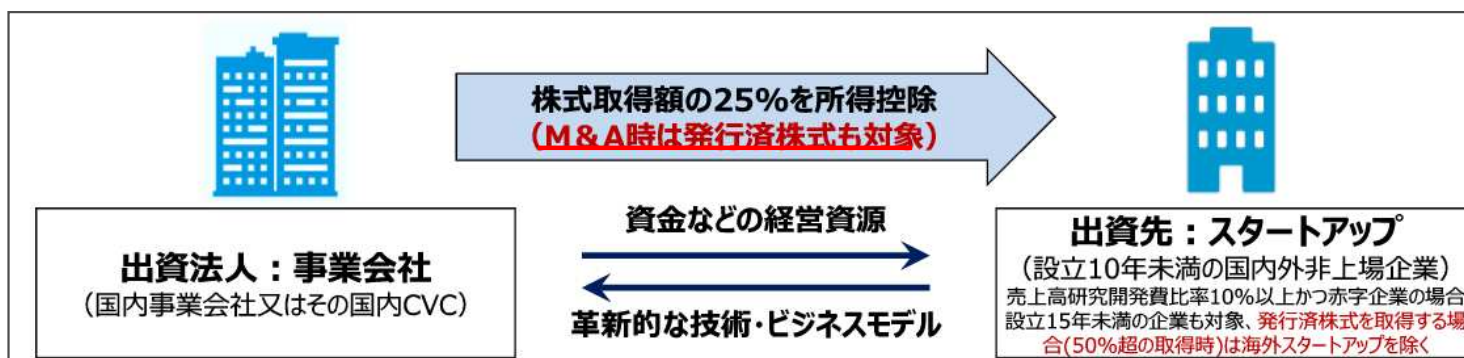 株式取得額の25%を所得控除
（M＆A時は発行済株式も対象）
資金などの経営資源
革新的な技術・ビジネスモデル
出資法人：事業会社
（国内事業会社又はその国内CVC）
出資先：スタートアップ
（設立10年未満の国内外非上場企業）
売上高研究開発費比率10%以上かつ赤字企業の場合
設立15年未満の企業も対象、発行済株式を取得する場
合(50%超の取得時)は海外スタートアップを除く